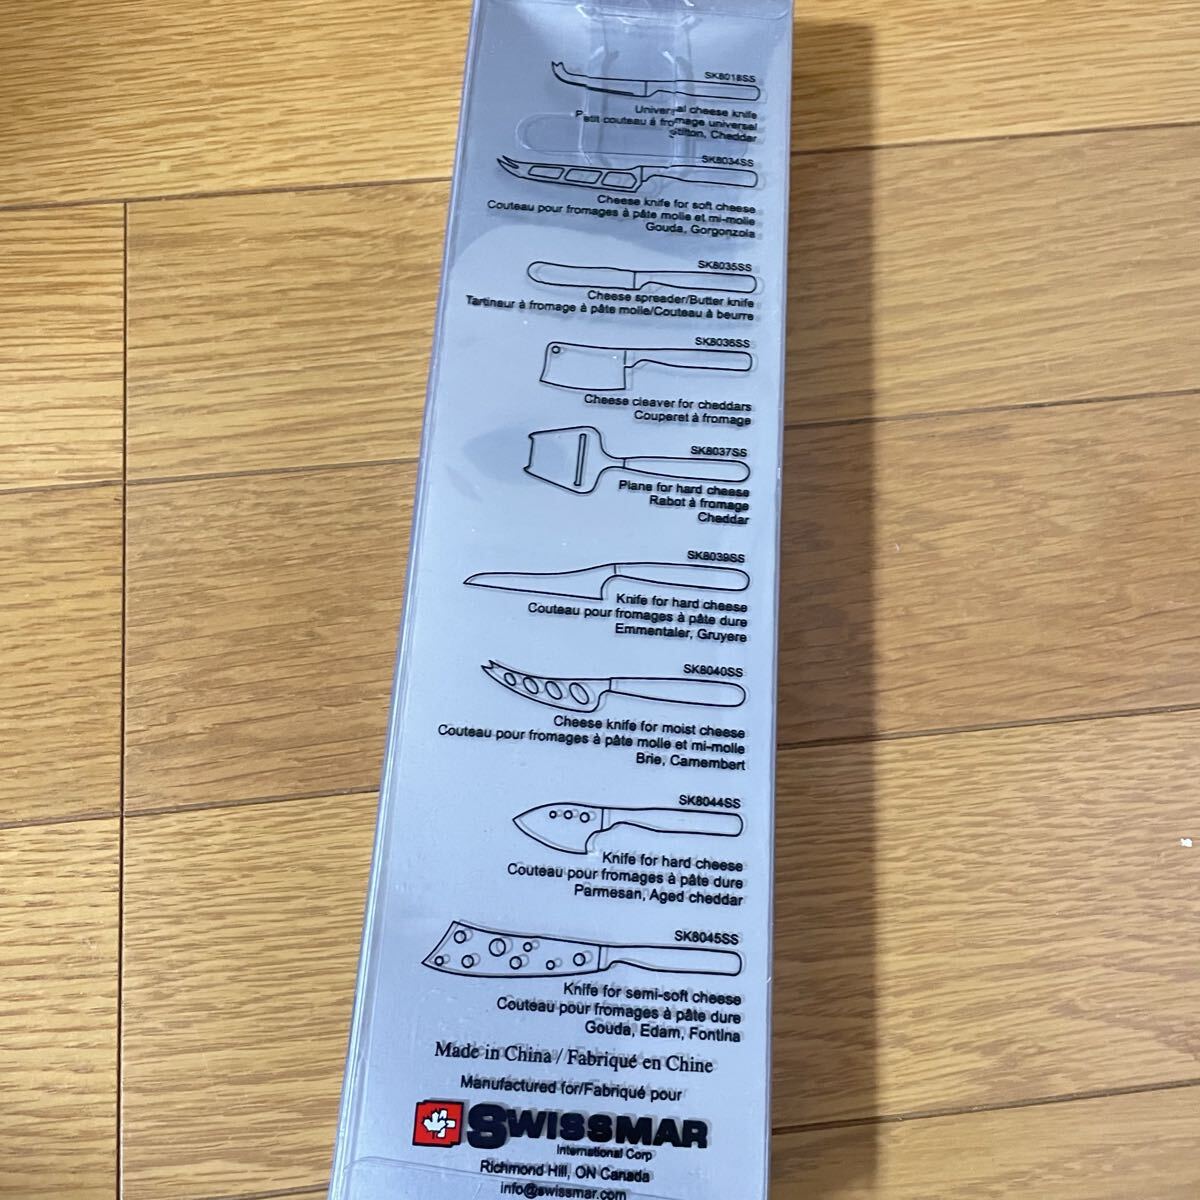 SK8018SS
Universal cheese knife
Petit couteau à fromage universel
Stilton, Cheddar
SK8034SS
Cheese knife for soft cheese
Couteau pour fromages à pâte molle et mi-molle
Gouda, Gorgonzola
SK8035SS
Cheese spreader/Butter knife
Tartineur à fromage à pâte molle/Couteau à beurre
SK8036SS
Cheese cleaver for cheddars
Couperet à fromage
SK8037SS
Plane for hard cheese
Rabot à fromage
Cheddar
SK8039SS
Knife for hard cheese
Couteau pour fromages à pâte dure
Emmentaler, Gruyere
SK8040SS
Cheese knife for moist cheese
Couteau pour fromages à pâte molle et mi-molle
Brie, Camembert
SK8044SS
Knife for hard cheese
Couteau pour fromages à pâte dure
Parmesan, Aged cheddar
SK8045SS
Knife for semi-soft cheese
Couteau pour fromages à pâte dure
Gouda, Edam, Fontina
Made in China / Fabriqué en Chine
Manufactured for/Fabriqué pour
SWISSMAR
International Corp
Richmond Hill, ON Canada
info@swissmar.com